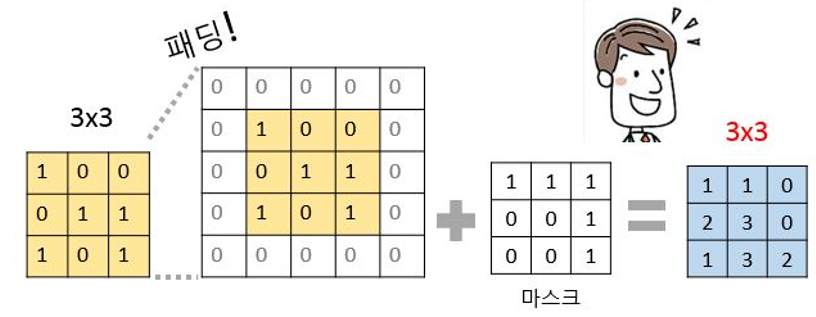 패딩!
3x3
1 0 0
0 1 1
1 0 1
0 0 0 0 0
0 1 0 0 0
0 0 1 1 0
0 1 0 1 0
0 0 0 0 0
+
1 1 1
0 0 1
0 0 1
마스크
=
3x3
1 1 0
2 3 0
1 3 2